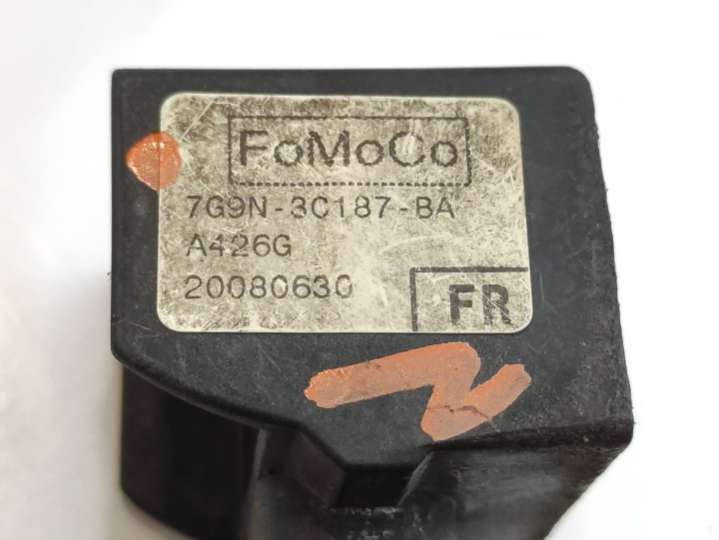 FoMoCo
7G9N-3C187-BA
A426G
20080630
FR